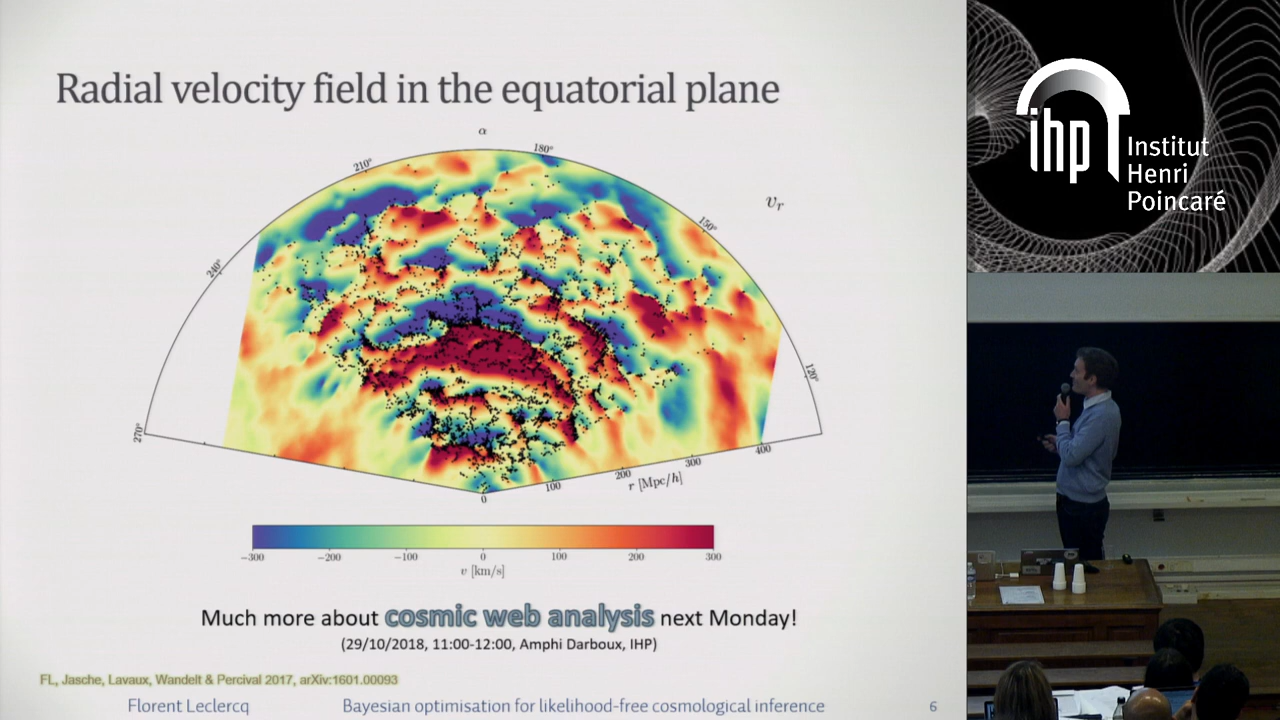 Radial velocity field in the equatorial plane
α
180°
210°
150°
240°
120°
270°
v_r
0
100
200
300
400
r [Mpc/h]
−300
−200
−100
0
100
200
300
v [km/s]
Much more about cosmic web analysis next Monday!
(29/10/2018, 11:00-12:00, Amphi Darboux, IHP)
FL, Jasche, Lavaux, Wandelt & Percival 2017, arXiv:1601.00093
Florent Leclercq
Bayesian optimisation for likelihood-free cosmological inference
6
ihp
Institut
Henri
Poincaré